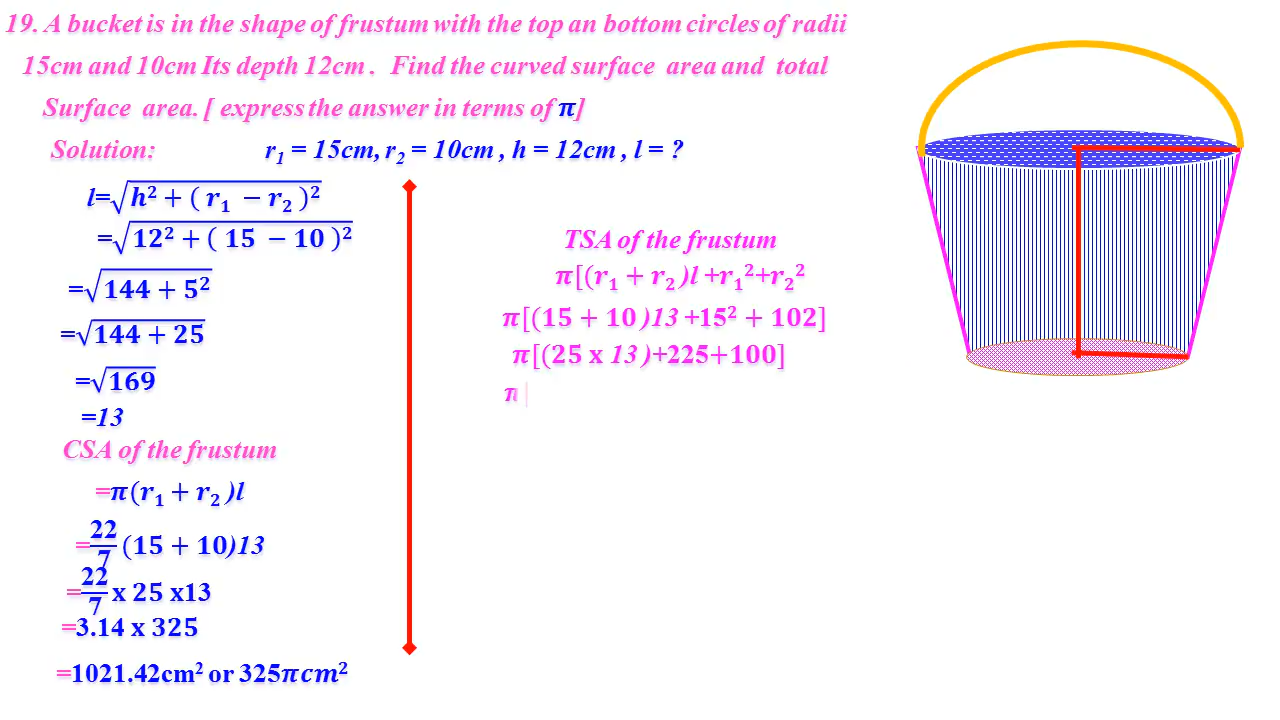 19. A bucket is in the shape of frustum with the top an bottom circles of radii
15cm and 10cm Its depth 12cm . Find the curved surface area and total
Surface area. [ express the answer in terms of π]
Solution: r₁ = 15cm, r₂ = 10cm , h = 12cm , l = ?
l=√(h² + ( r₁ − r₂ )²)
=√(12² + ( 15 − 10 )²)
=√(144 + 5²)
=√(144 + 25)
=√169
=13
CSA of the frustum
=π(r₁ + r₂ )l
=22/7 (15 + 10)13
=22/7 x 25 x13
=3.14 x 325
=1021.42cm² or 325πcm²
TSA of the frustum
π[(r₁ + r₂ )l +r₁²+r₂²
π[(15 + 10 )13 +15² + 102]
π[(25 x 13 )+225+100]
π[